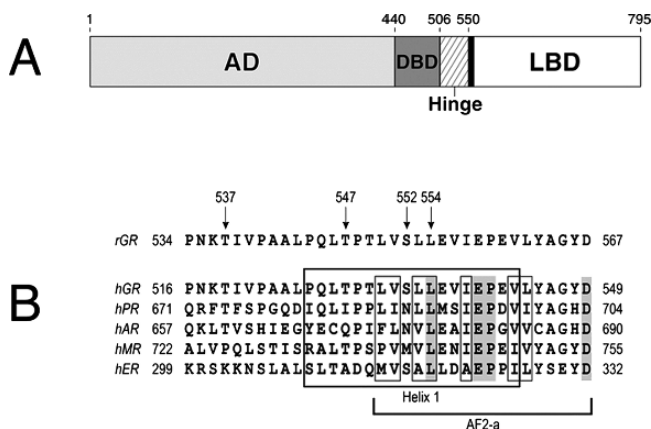 1 440 506 550 795
A AD DBD LBD
Hinge
537 547 552 554
rGR 534 PNKTIVPAALPQLTPTLVSLLEVIEPEVLYAGYD 567
B
hGR 516 PNKTIVPAALPQLTPTLVSLLEVIEPEVLYAGYD 549
hPR 671 QRFTFSPGQDIQLIPPLINLLMSIEPDVIYAGHD 704
hAR 657 QKLTVSHIEGYECQPIFLNVLEAIEPGVVCAGHD 690
hMR 722 ALVPQLSTISRALTPSPVMVLENIEPEIVYAGYD 755
hER 299 KRSKKNSLALSLTADQMVSALLDAEPPILYSEYD 332
Helix 1
AF2-a